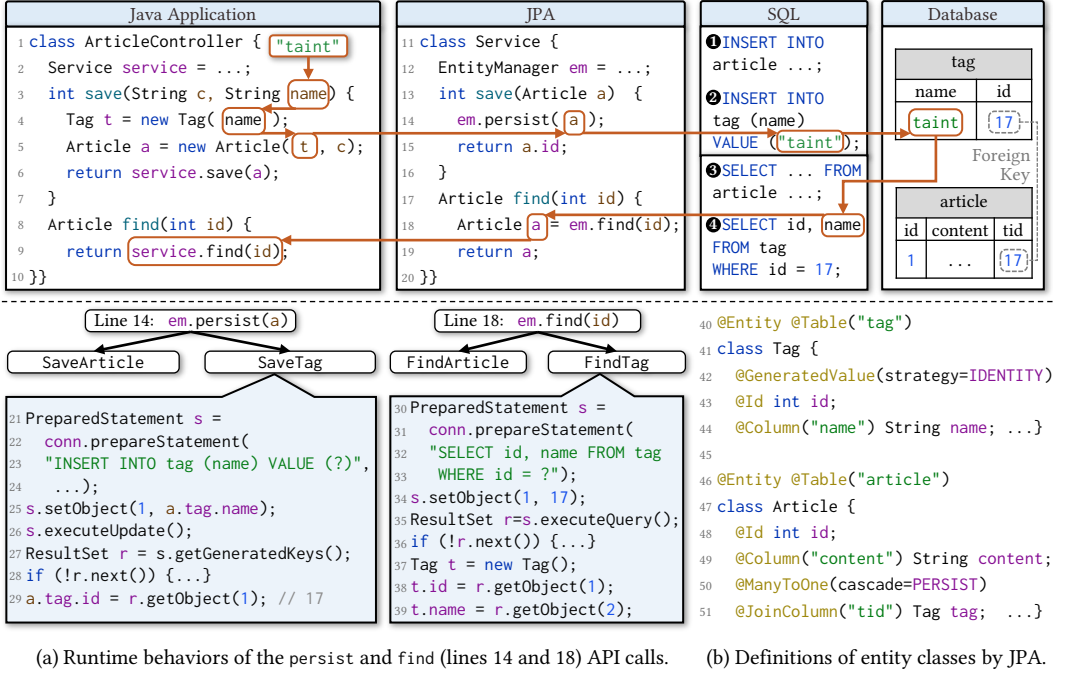 Java Application
1 class ArticleController { "taint"
2 Service service = ...;
3 int save(String c, String name) {
4 Tag t = new Tag( name );
5 Article a = new Article( t , c);
6 return service.save(a);
7 }
8 Article find(int id) {
9 return service.find(id);
10 }}
JPA
11 class Service {
12 EntityManager em = ...;
13 int save(Article a) {
14 em.persist( a );
15 return a.id;
16 }
17 Article find(int id) {
18 Article a = em.find(id);
19 return a;
20 }}
SQL
❶INSERT INTO
article ...;
❷INSERT INTO
tag (name)
VALUE ("taint");
❸SELECT ... FROM
article ...;
❹SELECT id, name
FROM tag
WHERE id = 17;
Database
tag
name id
taint 17
Foreign
Key
article
id content tid
1 ... 17
Line 14: em.persist(a)
SaveArticle SaveTag
21 PreparedStatement s =
22 conn.prepareStatement(
23 "INSERT INTO tag (name) VALUE (?)",
24 ...);
25 s.setObject(1, a.tag.name);
26 s.executeUpdate();
27 ResultSet r = s.getGeneratedKeys();
28 if (!r.next()) {...}
29 a.tag.id = r.getObject(1); // 17
Line 18: em.find(id)
FindArticle FindTag
30 PreparedStatement s =
31 conn.prepareStatement(
32 "SELECT id, name FROM tag
33 WHERE id = ?");
34 s.setObject(1, 17);
35 ResultSet r=s.executeQuery();
36 if (!r.next()) {...}
37 Tag t = new Tag();
38 t.id = r.getObject(1);
39 t.name = r.getObject(2);
40 @Entity @Table("tag")
41 class Tag {
42 @GeneratedValue(strategy=IDENTITY)
43 @Id int id;
44 @Column("name") String name; ...}
45
46 @Entity @Table("article")
47 class Article {
48 @Id int id;
49 @Column("content") String content;
50 @ManyToOne(cascade=PERSIST)
51 @JoinColumn("tid") Tag tag; ...}
(a) Runtime behaviors of the persist and find (lines 14 and 18) API calls.
(b) Definitions of entity classes by JPA.